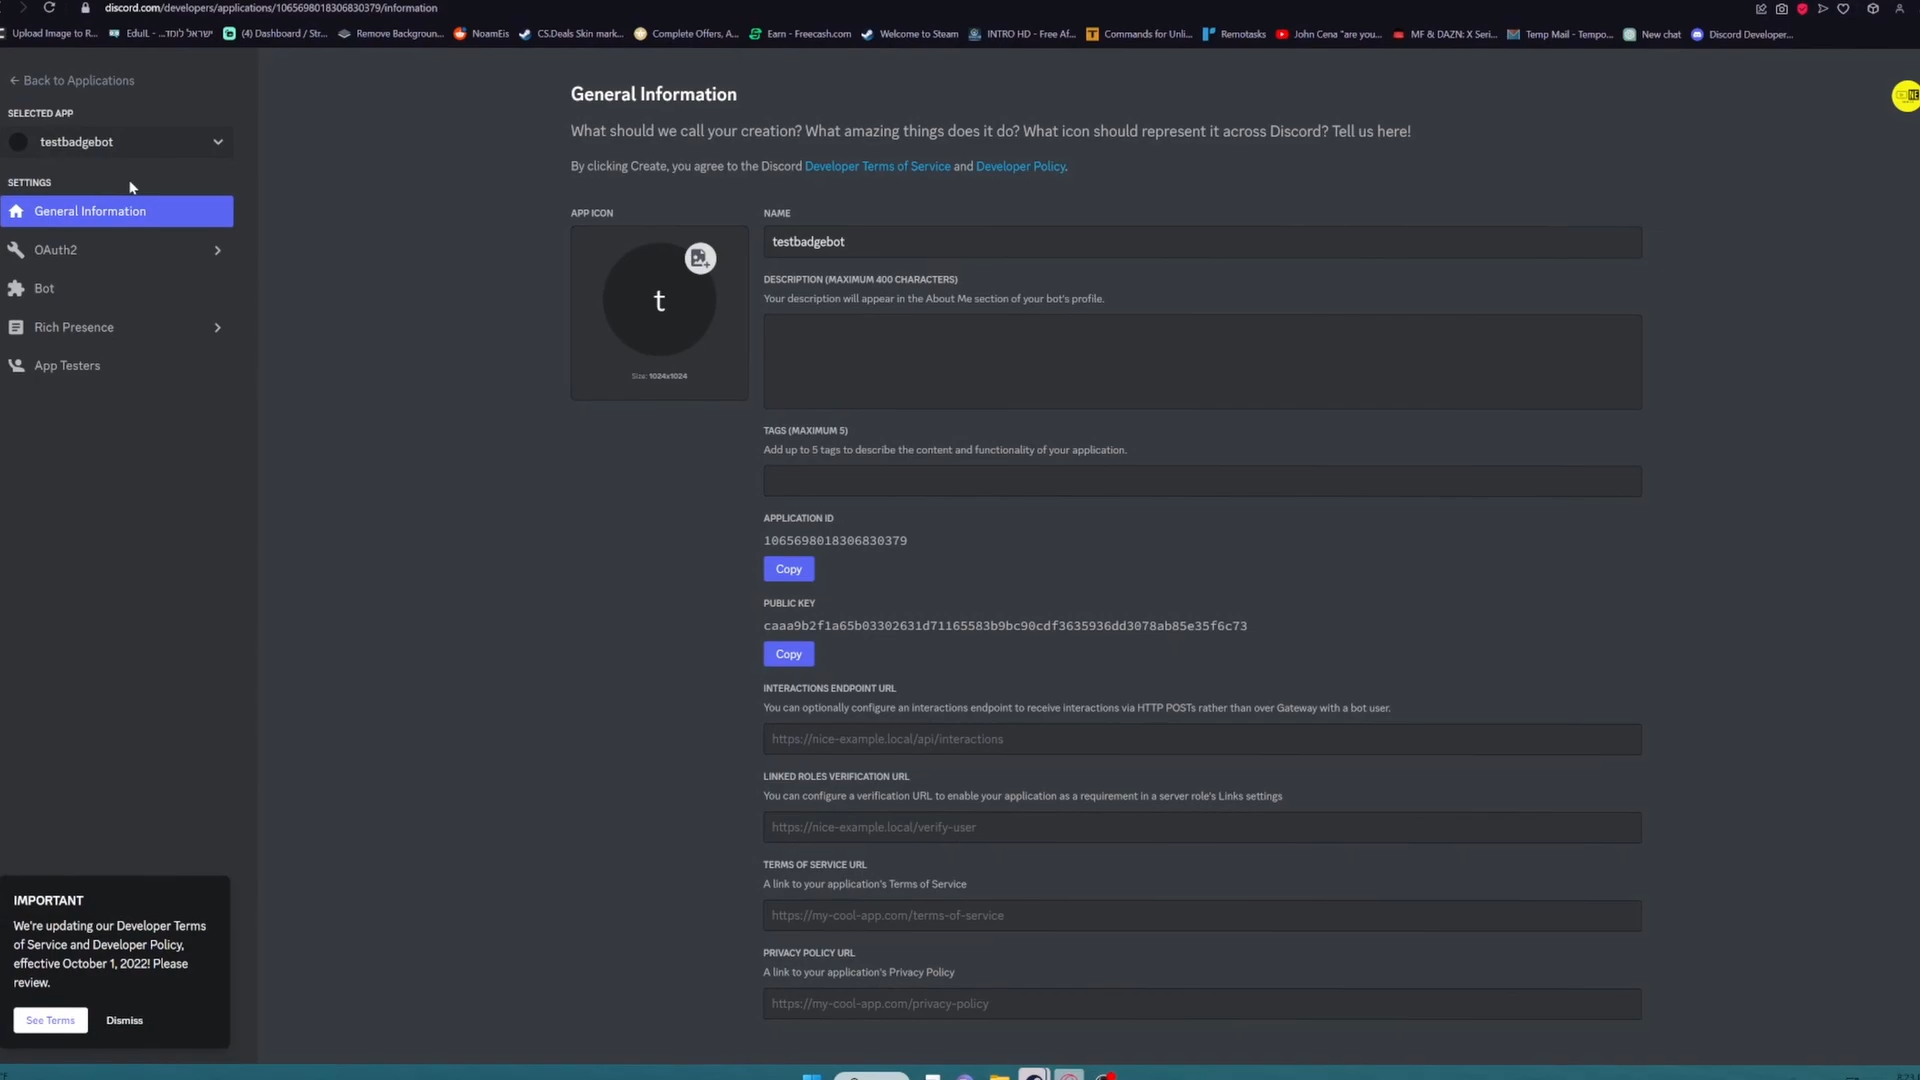 discord.com/developers/applications/1065698018306830379/information
Upload Image to R... EduIL - ...ישראל לומד (4) Dashboard / Str... Remove Backgroun... NoamEis CS.Deals Skin mark... Complete Offers, A... Earn - Freecash.com Welcome to Steam INTRO HD - Free Af... Commands for Unli... Remotasks John Cena "are you... MF & DAZN: X Seri... Temp Mail - Tempo... New chat Discord Developer...
← Back to Applications
SELECTED APP
testbadgebot
SETTINGS
General Information
OAuth2
Bot
Rich Presence
App Testers
IMPORTANT
We're updating our Developer Terms
of Service and Developer Policy,
effective October 1, 2022! Please
review.
See Terms Dismiss
General Information
What should we call your creation? What amazing things does it do? What icon should represent it across Discord? Tell us here!
By clicking Create, you agree to the Discord Developer Terms of Service and Developer Policy.
APP ICON
t
Size: 1024x1024
NAME
testbadgebot
DESCRIPTION (MAXIMUM 400 CHARACTERS)
Your description will appear in the About Me section of your bot's profile.
TAGS (MAXIMUM 5)
Add up to 5 tags to describe the content and functionality of your application.
APPLICATION ID
1065698018306830379
Copy
PUBLIC KEY
caaa9b2f1a65b03302631d71165583b9bc90cdf3635936dd3078ab85e35f6c73
Copy
INTERACTIONS ENDPOINT URL
You can optionally configure an interactions endpoint to receive interactions via HTTP POSTs rather than over Gateway with a bot user.
https://nice-example.local/api/interactions
LINKED ROLES VERIFICATION URL
You can configure a verification URL to enable your application as a requirement in a server role's Links settings
https://nice-example.local/verify-user
TERMS OF SERVICE URL
A link to your application's Terms of Service
https://my-cool-app.com/terms-of-service
PRIVACY POLICY URL
A link to your application's Privacy Policy
https://my-cool-app.com/privacy-policy